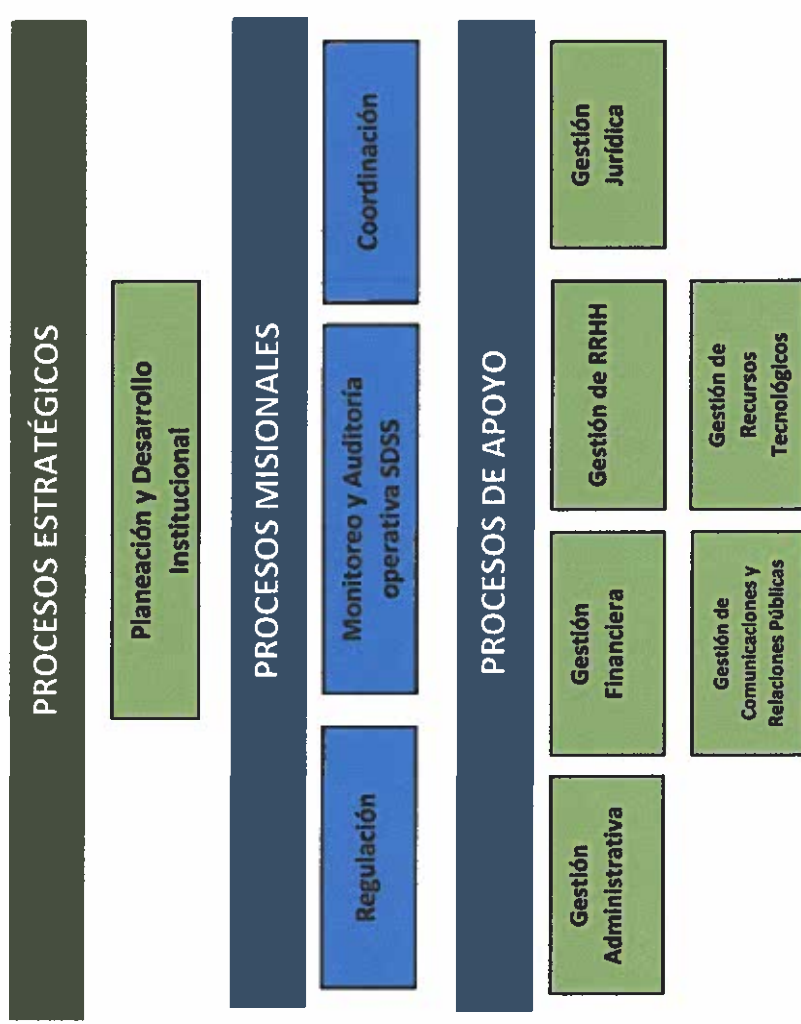 PROCESOS ESTRATÉGICOS
Planeación y Desarrollo
Institucional
PROCESOS MISIONALES
Regulación
Monitoreo y Auditoría
operativa SDSS
Coordinación
PROCESOS DE APOYO
Gestión
Administrativa
Gestión
Financiera
Gestión de RRHH
Gestión
Jurídica
Gestión de
Comunicaciones y
Relaciones Públicas
Gestión de
Recursos
Tecnológicos